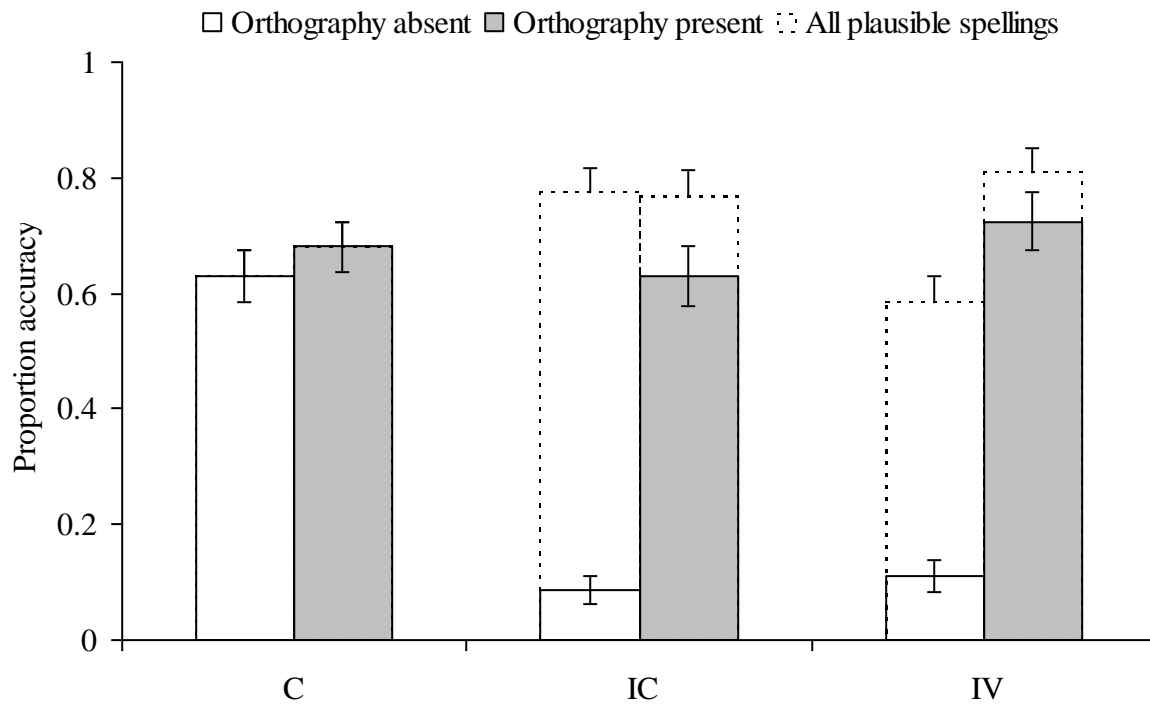 Orthography absent Orthography present All plausible spellings
1
0.8
0.6
0.4
0.2
0
Proportion accuracy
C IC IV